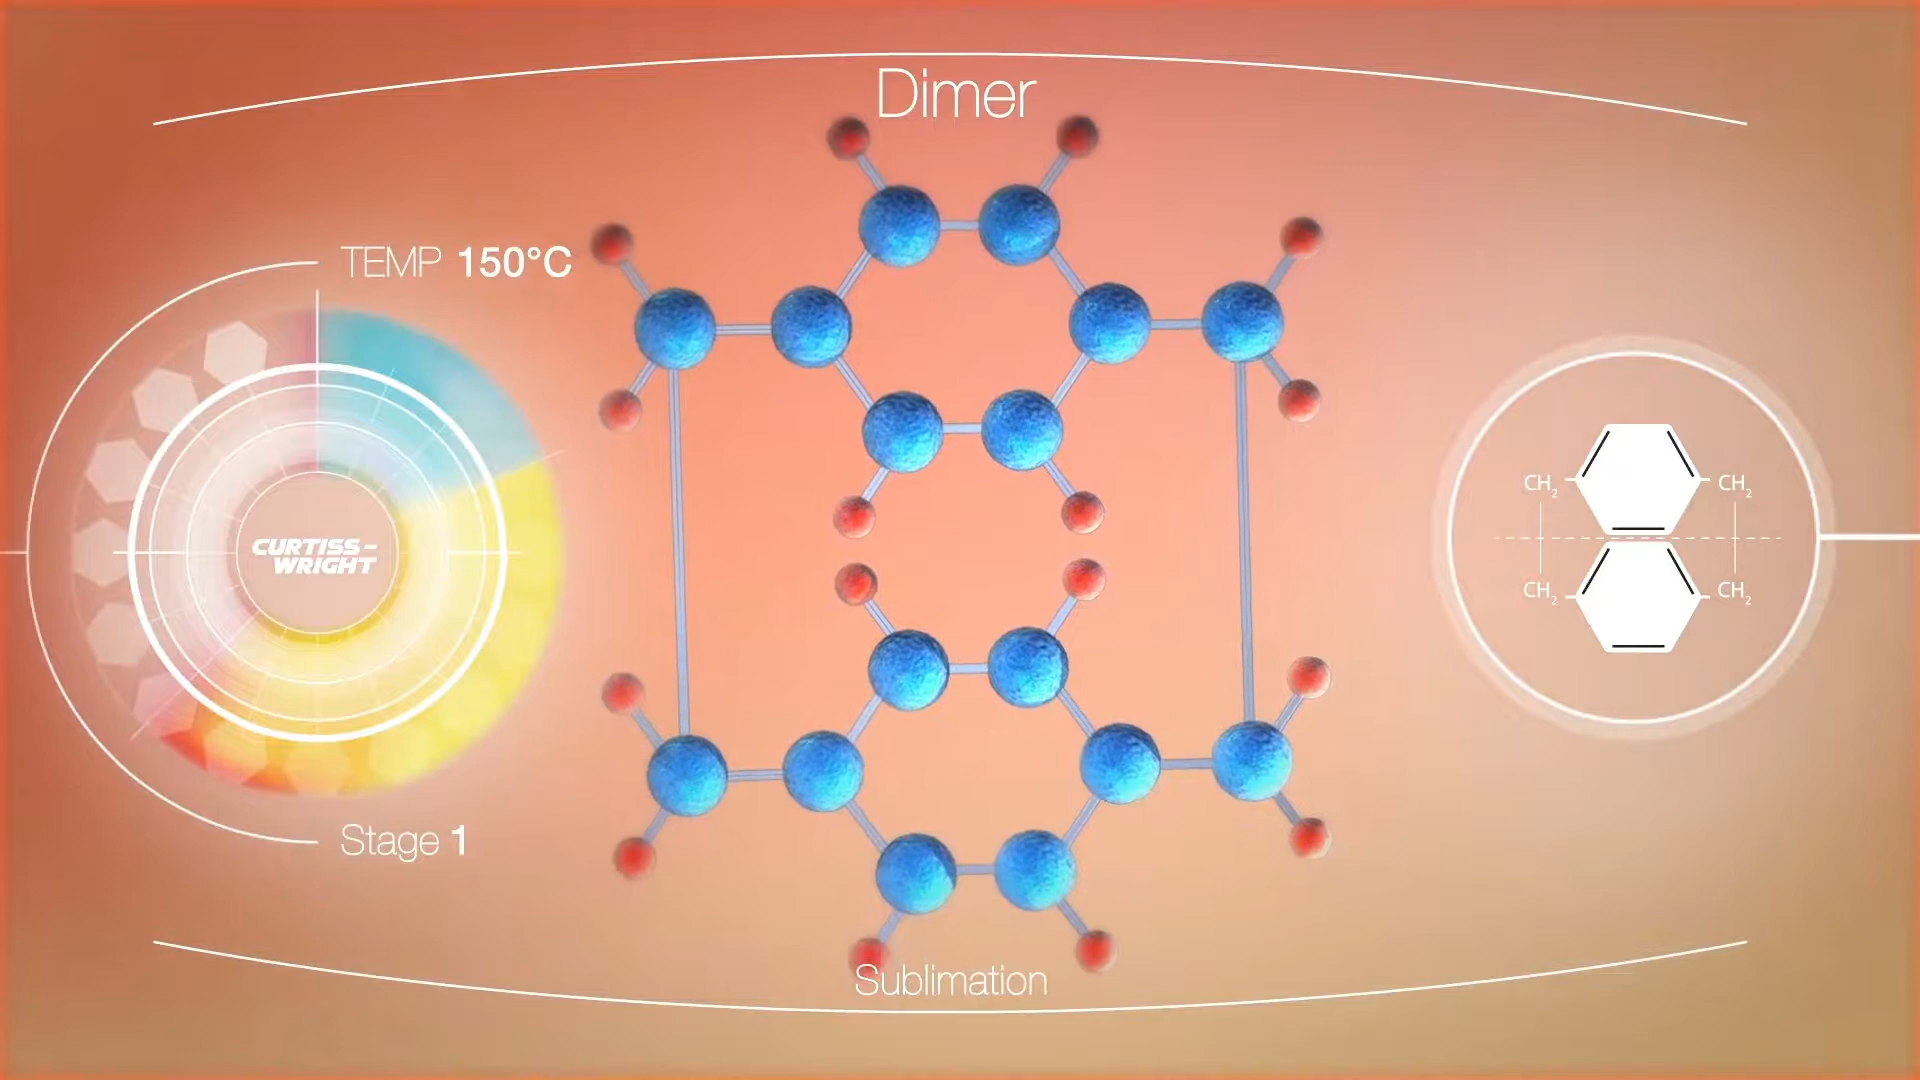 Dimer
TEMP 150°C
CURTISS-
WRIGHT
Stage 1
CH₂ CH₂
CH₂ CH₂
Sublimation